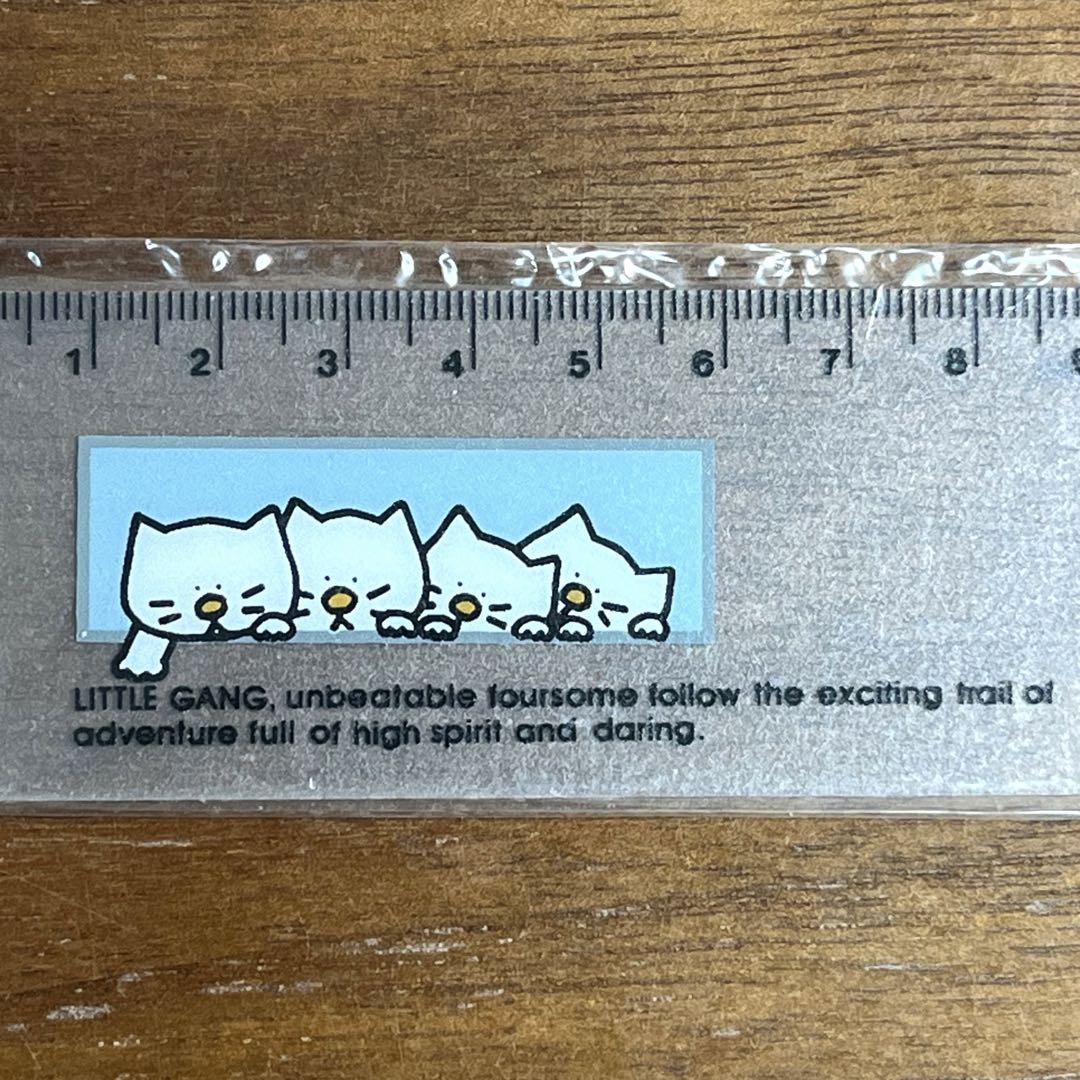 1 2 3 4 5 6 7 8 9
LITTLE GANG, unbeatable foursome follow the exciting trail of
adventure full of high spirit and daring.